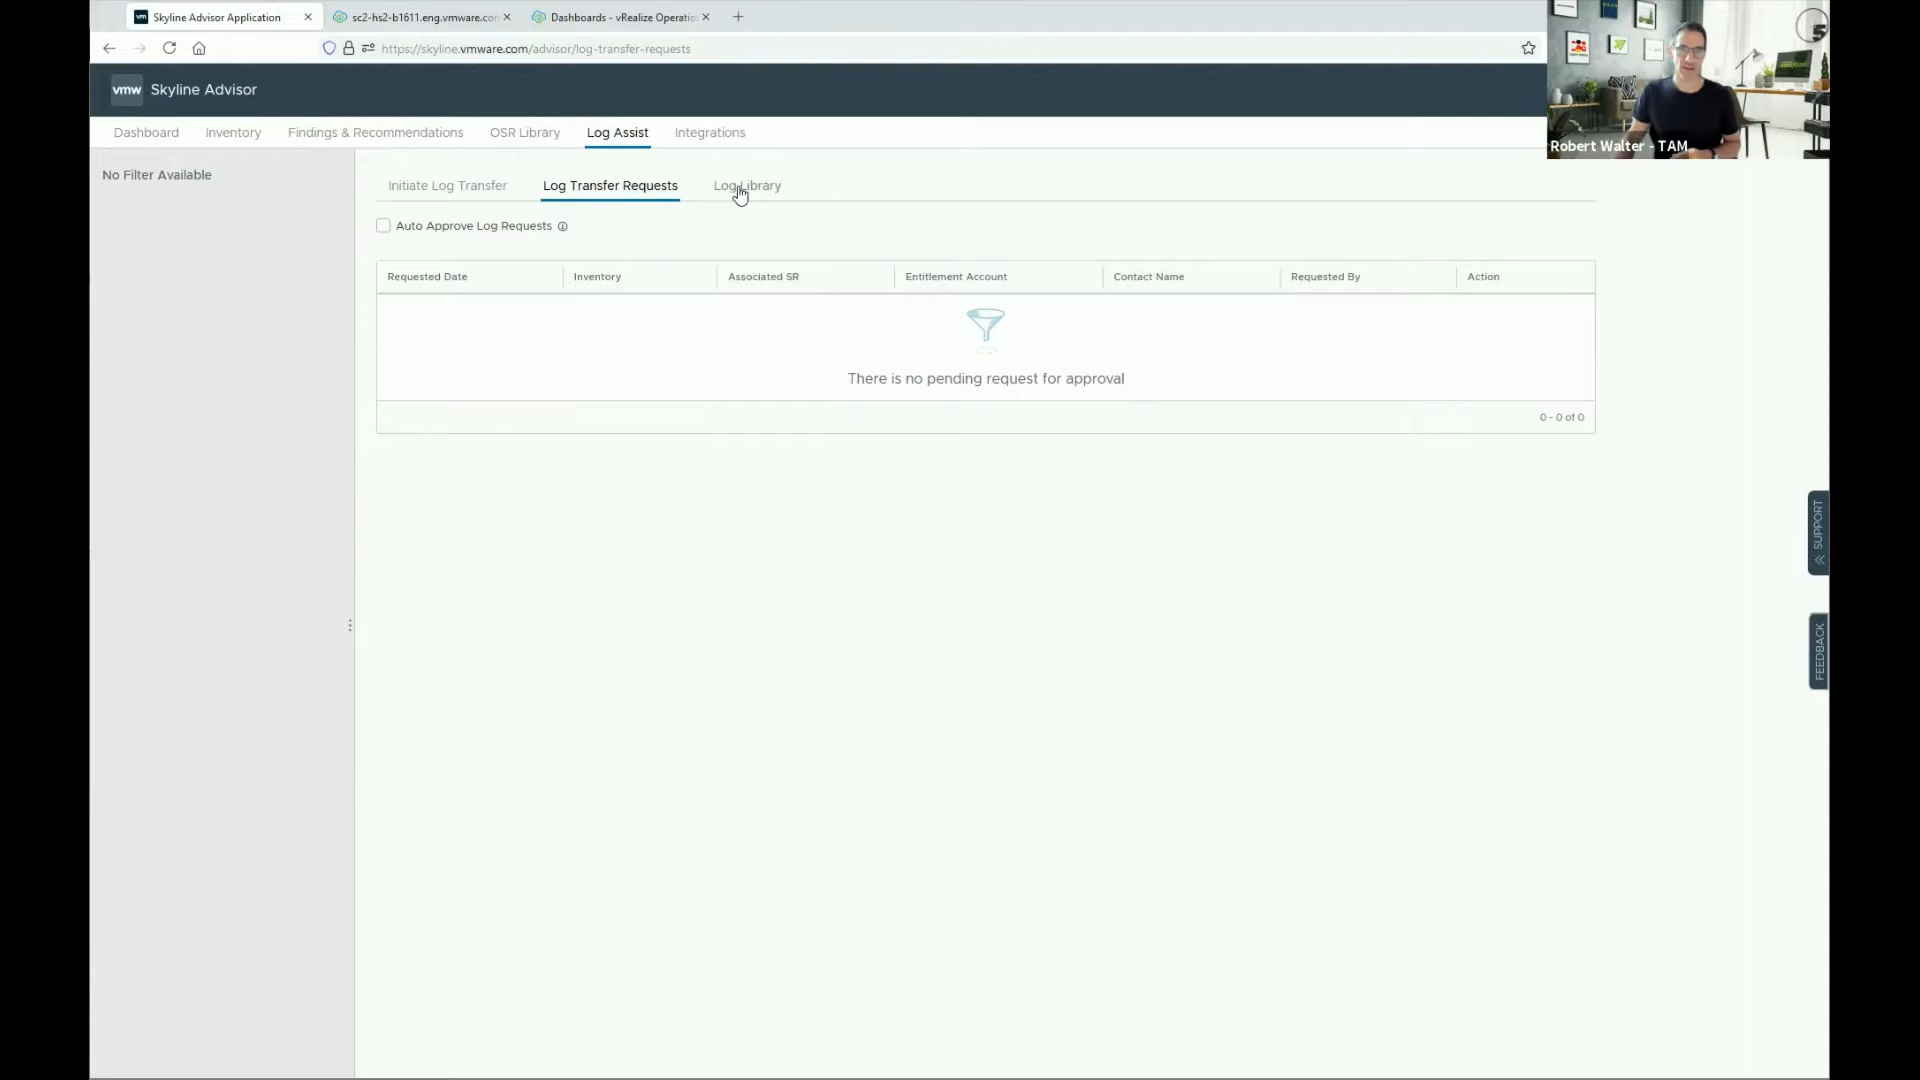 vm Skyline Advisor Application
sc2-hs2-b1611.eng.vmware.com
Dashboards - vRealize Operatio
https://skyline.vmware.com/advisor/log-transfer-requests
vmw Skyline Advisor
Robert Walter - TAM
Dashboard Inventory Findings & Recommendations OSR Library Log Assist Integrations
No Filter Available
Initiate Log Transfer Log Transfer Requests Log Library
Auto Approve Log Requests
Requested Date Inventory Associated SR Entitlement Account Contact Name Requested By Action
There is no pending request for approval
0 - 0 of 0
SUPPORT
FEEDBACK